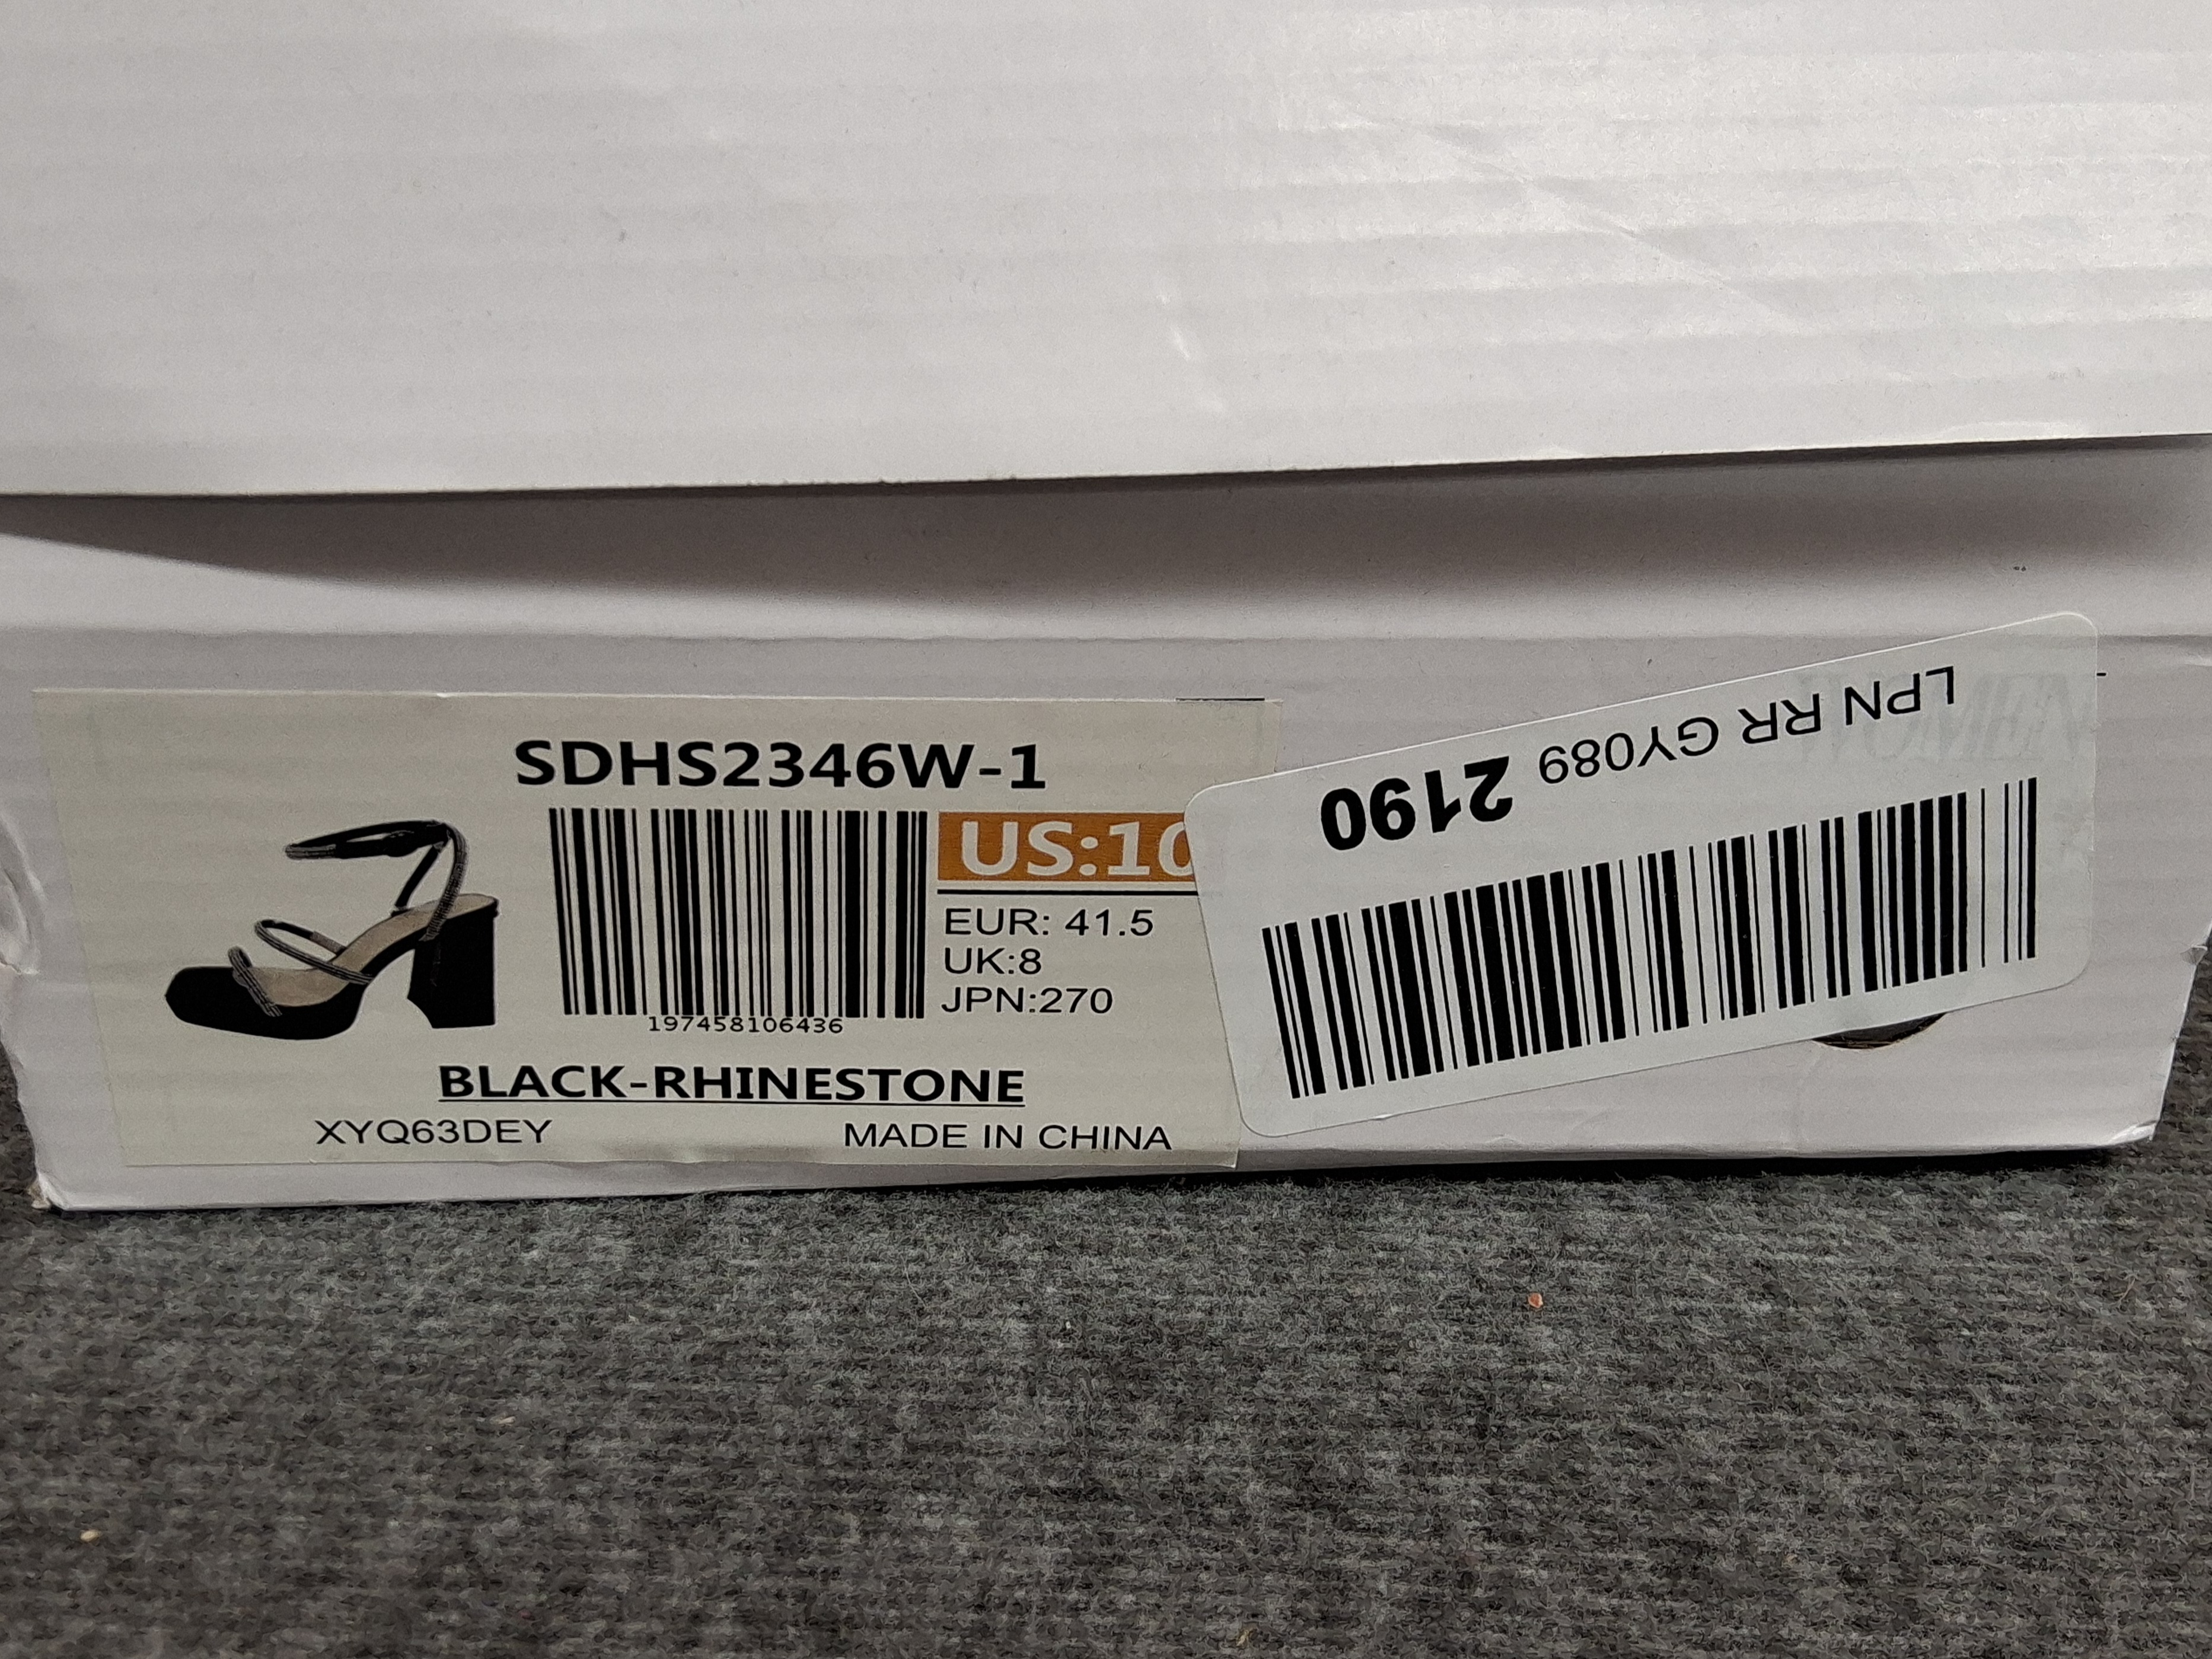 SDHS2346W-1
US:10
EUR: 41.5
UK:8
JPN:270
197458106436
BLACK-RHINESTONE
XYQ63DEY
MADE IN CHINA
LPN RR GY089 2190
WOMEN